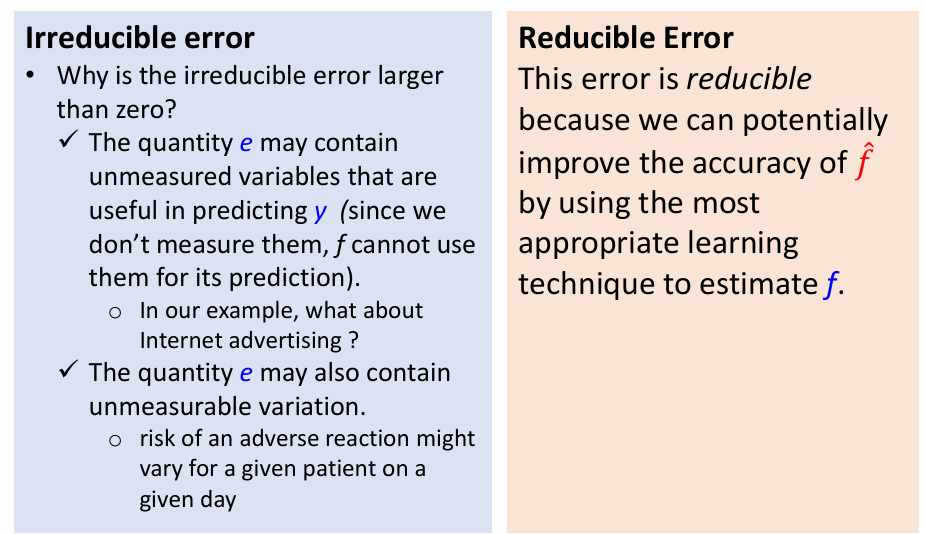 Irreducible error
• Why is the irreducible error larger
than zero?
✓ The quantity e may contain
unmeasured variables that are
useful in predicting y (since we
don’t measure them, f cannot use
them for its prediction).
o In our example, what about
Internet advertising ?
✓ The quantity e may also contain
unmeasurable variation.
o risk of an adverse reaction might
vary for a given patient on a
given day
Reducible Error
This error is reducible
because we can potentially
improve the accuracy of f̂
by using the most
appropriate learning
technique to estimate f.